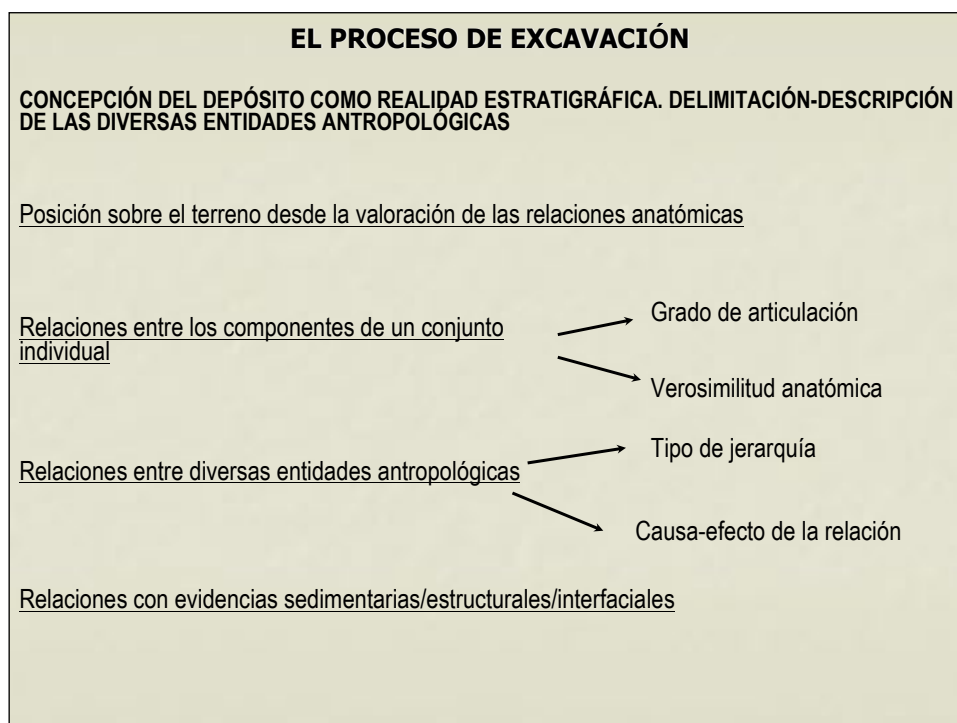 EL PROCESO DE EXCAVACIÓN
CONCEPCIÓN DEL DEPÓSITO COMO REALIDAD ESTRATIGRÁFICA. DELIMITACIÓN-DESCRIPCIÓN
DE LAS DIVERSAS ENTIDADES ANTROPOLÓGICAS
Posición sobre el terreno desde la valoración de las relaciones anatómicas
Relaciones entre los componentes de un conjunto
individual
Grado de articulación
Verosimilitud anatómica
Relaciones entre diversas entidades antropológicas
Tipo de jerarquía
Causa-efecto de la relación
Relaciones con evidencias sedimentarias/estructurales/interfaciales